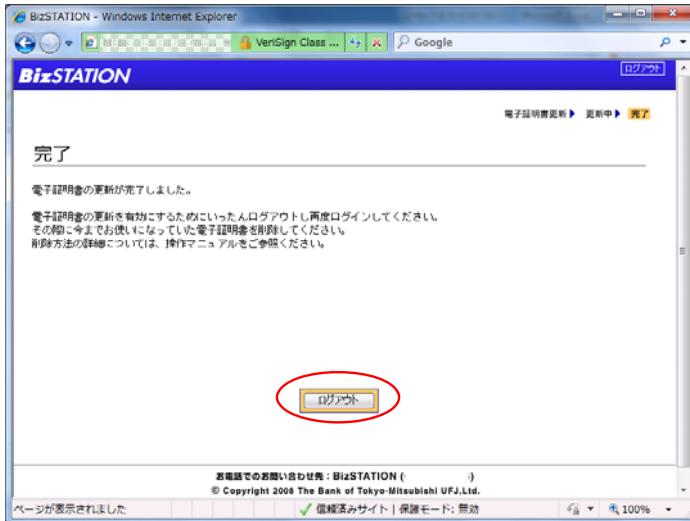 BizSTATION - Windows Internet Explorer
VeriSign Class ...
Google
BizSTATION
ログアウト
電子証明書更新 更新中 完了
完了
電子証明書の更新が完了しました。
電子証明書の更新を有効にするためにいったんログアウトし再度ログインしてください。
その際に今までお使いになっていた電子証明書を削除してください。
削除方法の詳細については、操作マニュアルをご参照ください。
ログアウト
お電話でのお問い合わせ先：BizSTATION ( )
© Copyright 2008 The Bank of Tokyo-Mitsubishi UFJ,Ltd.
ページが表示されました
信頼済みサイト | 保護モード: 無効
100%